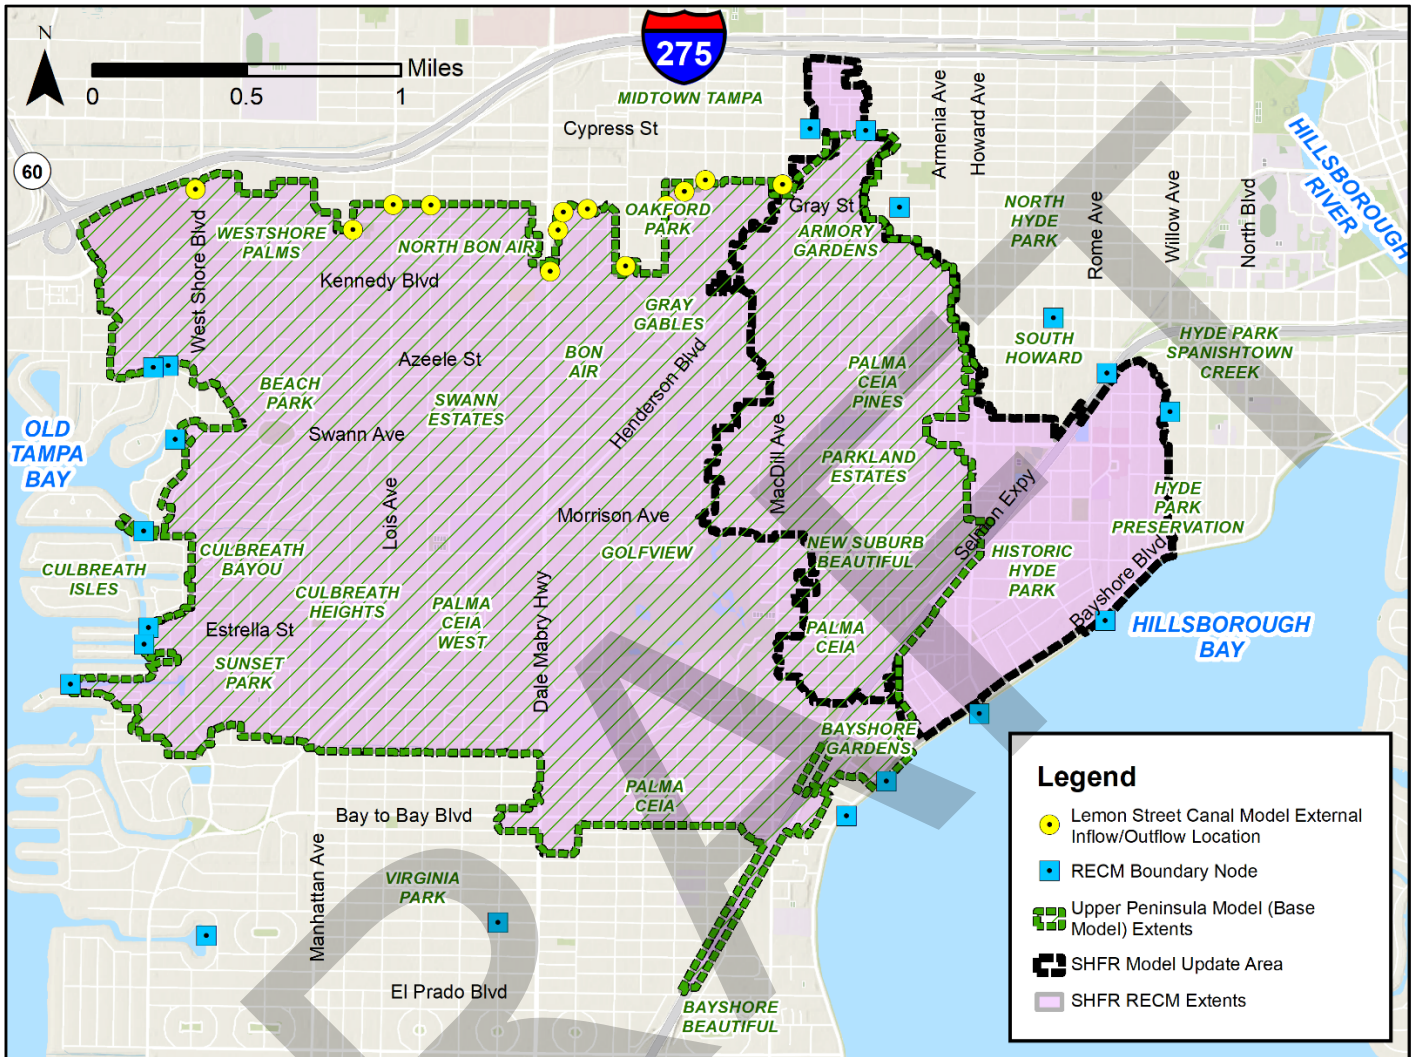 N
Miles
0
0.5
1
275
MIDTOWN TAMPA
Cypress St
Armenia Ave
Howard Ave
HILLSBOROUGH
RIVER
60
Gray St
OAKFORD
PARK
WESTSHORE
PALMS
NORTH BON AIR
ARMORY
GARDENS
NORTH
HYDE
PARK
Rome Ave
Willow Ave
North Blvd
West Shore Blvd
Kennedy Blvd
GRAY
GABLES
SOUTH
HOWARD
HYDE PARK
SPANISHTOWN
CREEK
Azeele St
BON
AIR
Henderson Blvd
BEACH
PARK
SWANN
ESTATES
PALMA
CEIA
PINES
Swann Ave
OLD
TAMPA
BAY
MacDill Ave
PARKLAND
ESTATES
Lois Ave
Morrison Ave
GOLFVIEW
NEW SUBURB
BEAUTIFUL
Selmon Expy
HYDE
PARK
PRESERVATION
HISTORIC
HYDE
PARK
Bayshore Blvd
CULBREATH
ISLES
CULBREATH
BAYOU
CULBREATH
HEIGHTS
PALMA
CEIA
WEST
Dale Mabry Hwy
PALMA
CEIA
HILLSBOROUGH
BAY
Estrella St
SUNSET
PARK
BAYSHORE
GARDENS
PALMA
CEIA
Bay to Bay Blvd
Manhattan Ave
VIRGINIA
PARK
El Prado Blvd
BAYSHORE
BEAUTIFUL
Legend
Lemon Street Canal Model External
Inflow/Outflow Location
RECM Boundary Node
Upper Peninsula Model (Base
Model) Extents
SHFR Model Update Area
SHFR RECM Extents
DRAFT